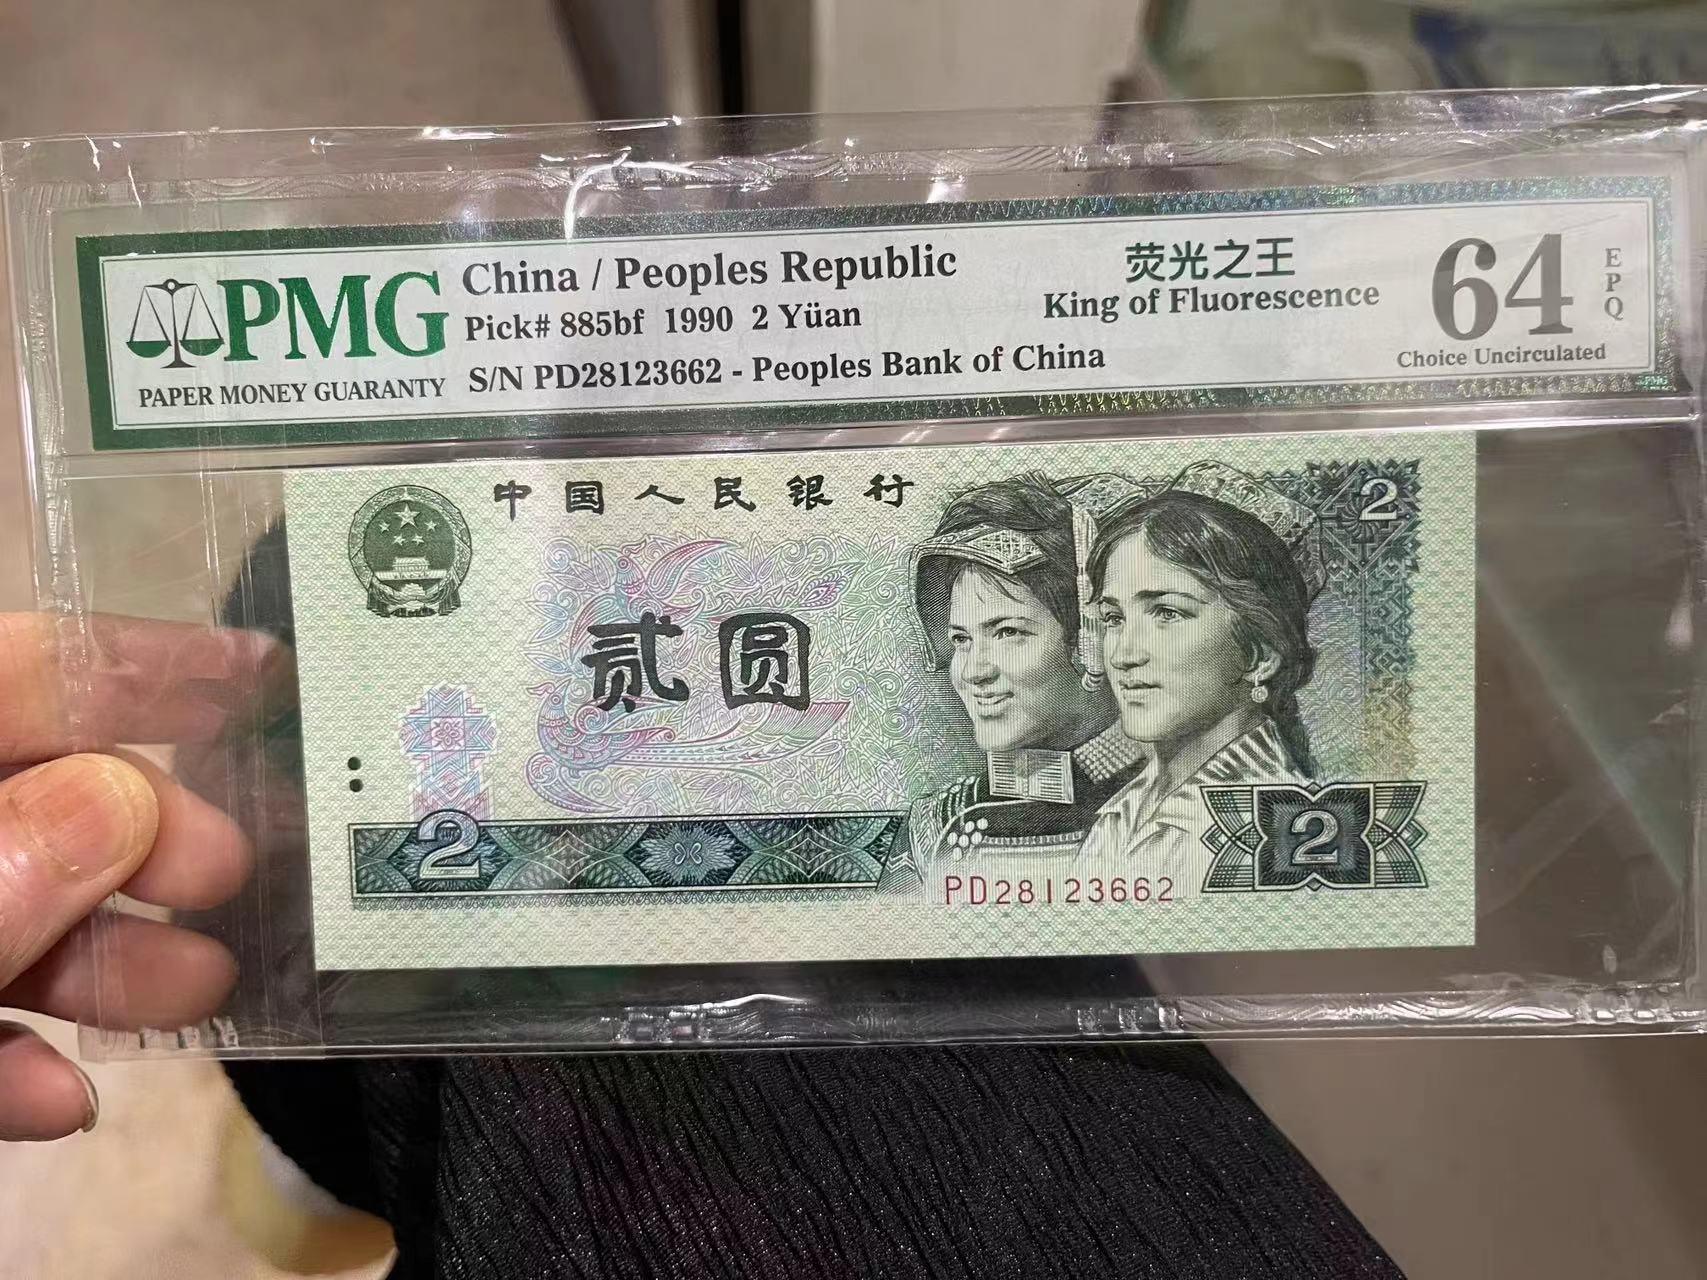 PMG
PAPER MONEY GUARANTY
China / Peoples Republic
Pick# 885bf 1990 2 Yüan
S/N PD28123662 - Peoples Bank of China
荧光之王
King of Fluorescence
64
EPQ
Choice Uncirculated
PMG
中国人民银行
2
贰圆
2
2
PD28123662